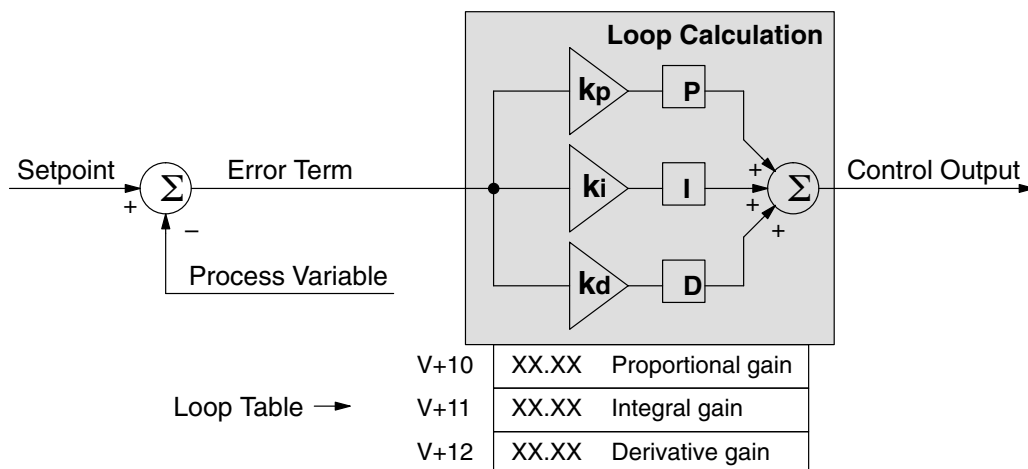 Loop Calculation
kp P
Setpoint Error Term Control Output
+ Σ ki I + + Σ
− +
Process Variable kd D
V+10 XX.XX Proportional gain
Loop Table V+11 XX.XX Integral gain
V+12 XX.XX Derivative gain